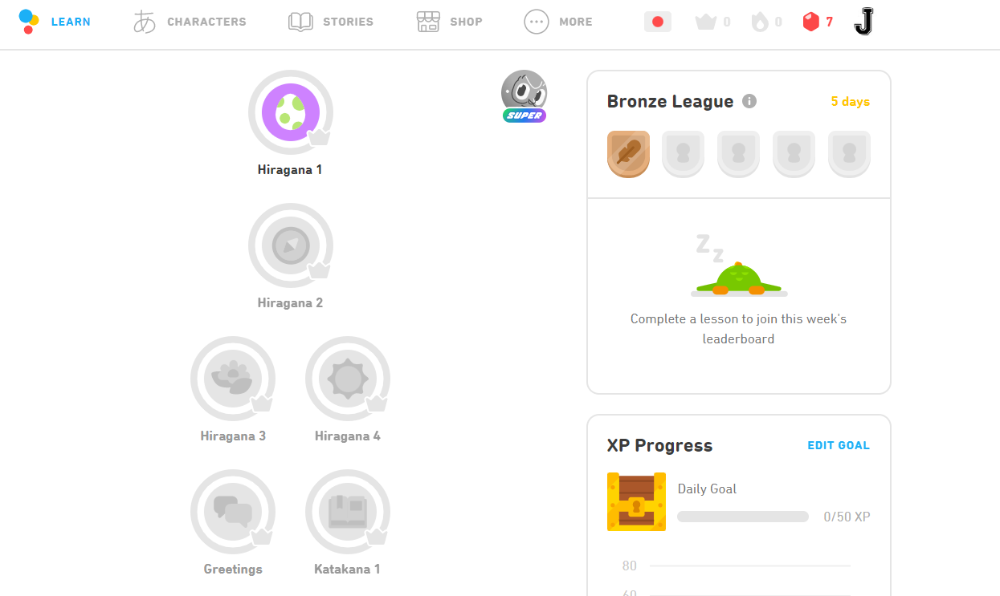 LEARN
あ CHARACTERS
STORIES
SHOP
MORE
0
0
7
J
Hiragana 1
Hiragana 2
Hiragana 3
Hiragana 4
Greetings
Katakana 1
SUPER
Bronze League
5 days
Z
z
Complete a lesson to join this week's
leaderboard
XP Progress
EDIT GOAL
Daily Goal
0/50 XP
80
60